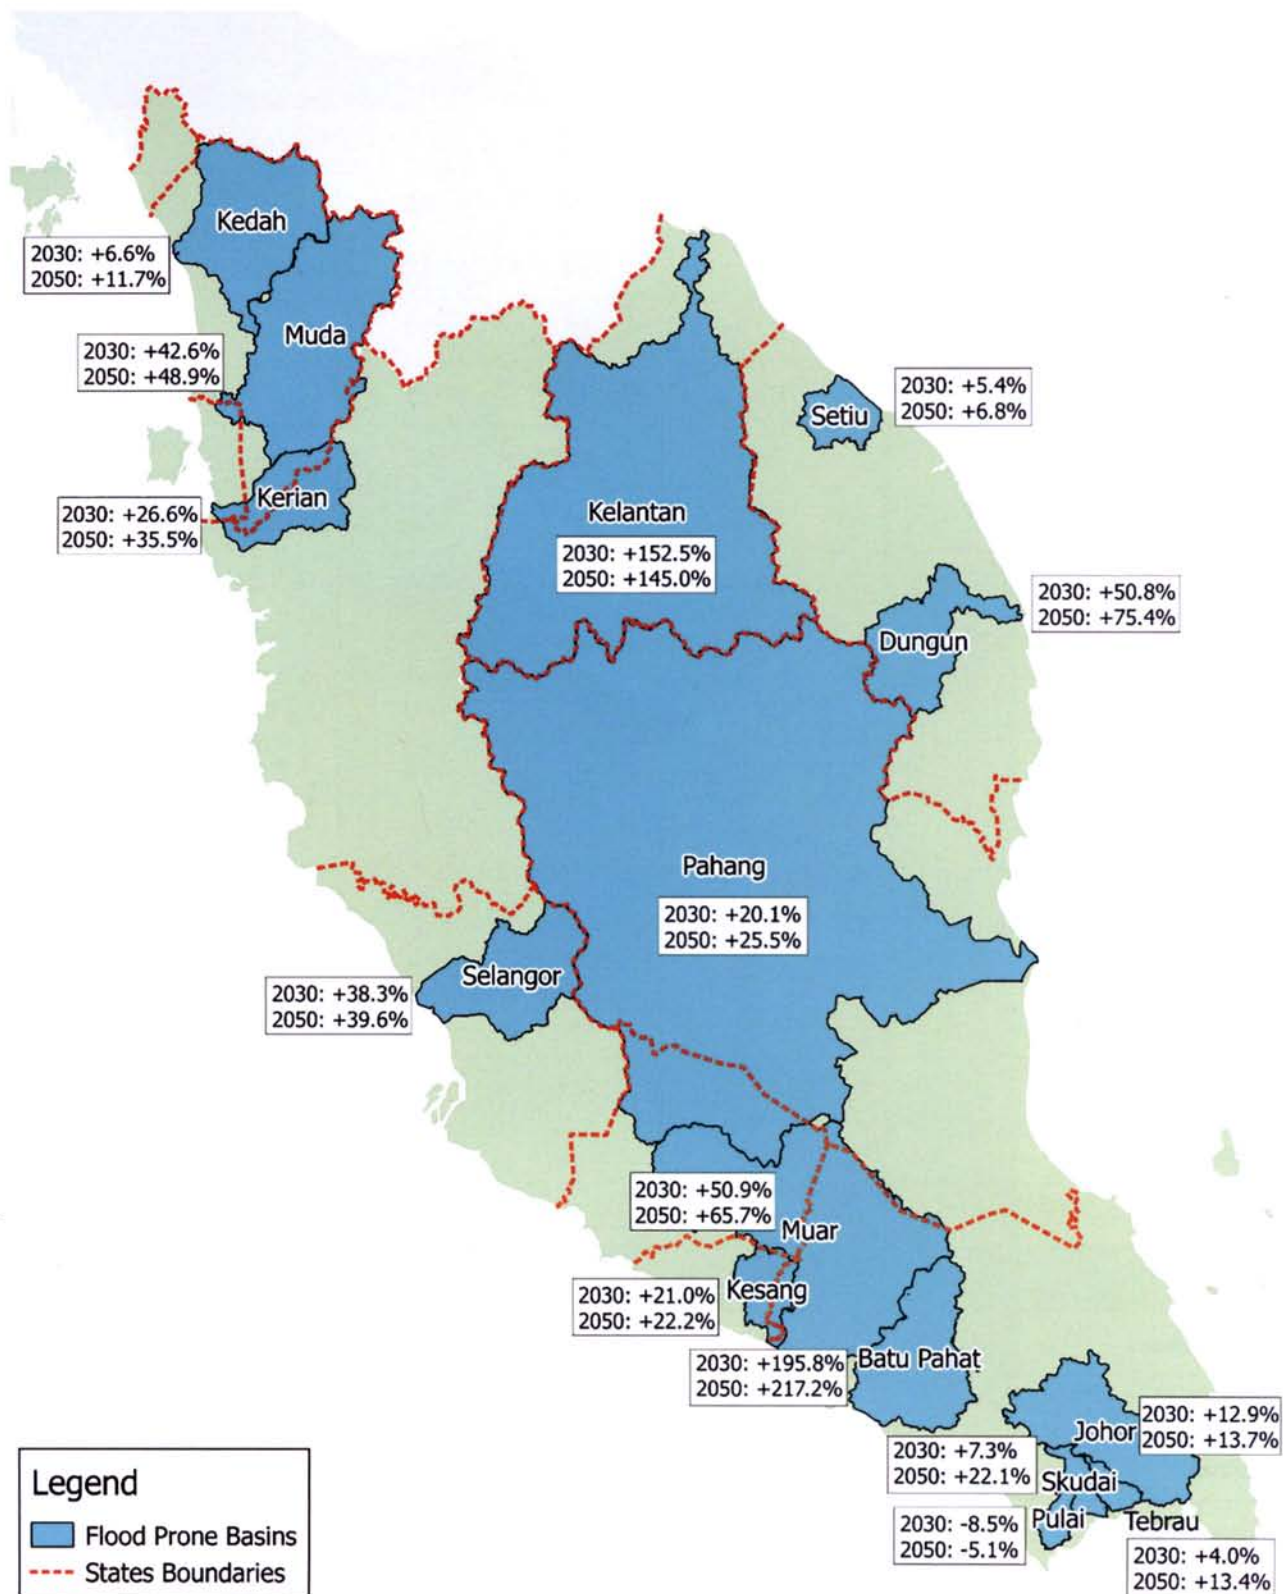 Kedah
2030: +6.6%
2050: +11.7%
Muda
2030: +42.6%
2050: +48.9%
Setiu
2030: +5.4%
2050: +6.8%
Kerian
2030: +26.6%
2050: +35.5%
Kelantan
2030: +152.5%
2050: +145.0%
Dungun
2030: +50.8%
2050: +75.4%
Pahang
2030: +20.1%
2050: +25.5%
Selangor
2030: +38.3%
2050: +39.6%
2030: +50.9%
2050: +65.7%
Muar
Kesang
2030: +21.0%
2050: +22.2%
2030: +195.8%
2050: +217.2%
Batu Pahat
Johor
2030: +12.9%
2050: +13.7%
2030: +7.3%
2050: +22.1%
Skudai
2030: -8.5%
2050: -5.1%
Pulai
Tebrau
2030: +4.0%
2050: +13.4%
Legend
Flood Prone Basins
States Boundaries